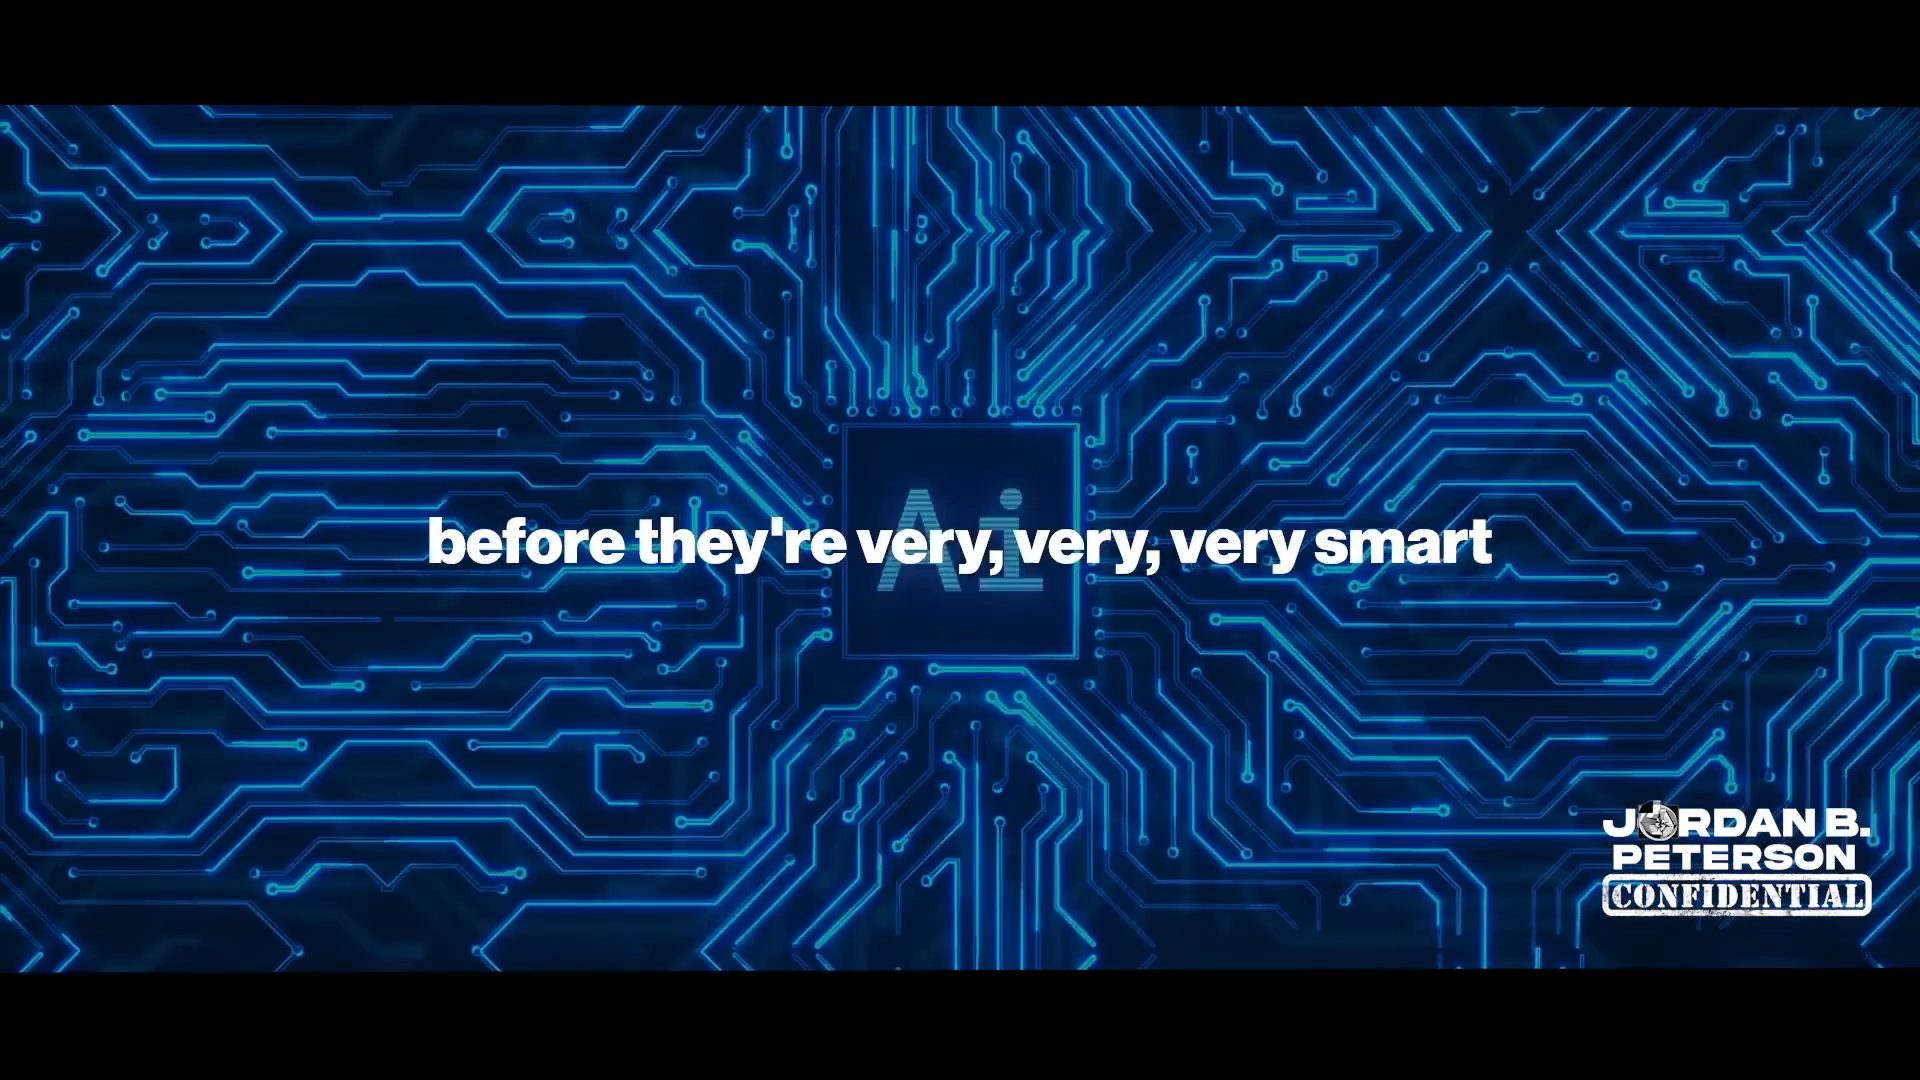 Ai
before they're very, very, very smart
JORDAN B.
PETERSON
CONFIDENTIAL